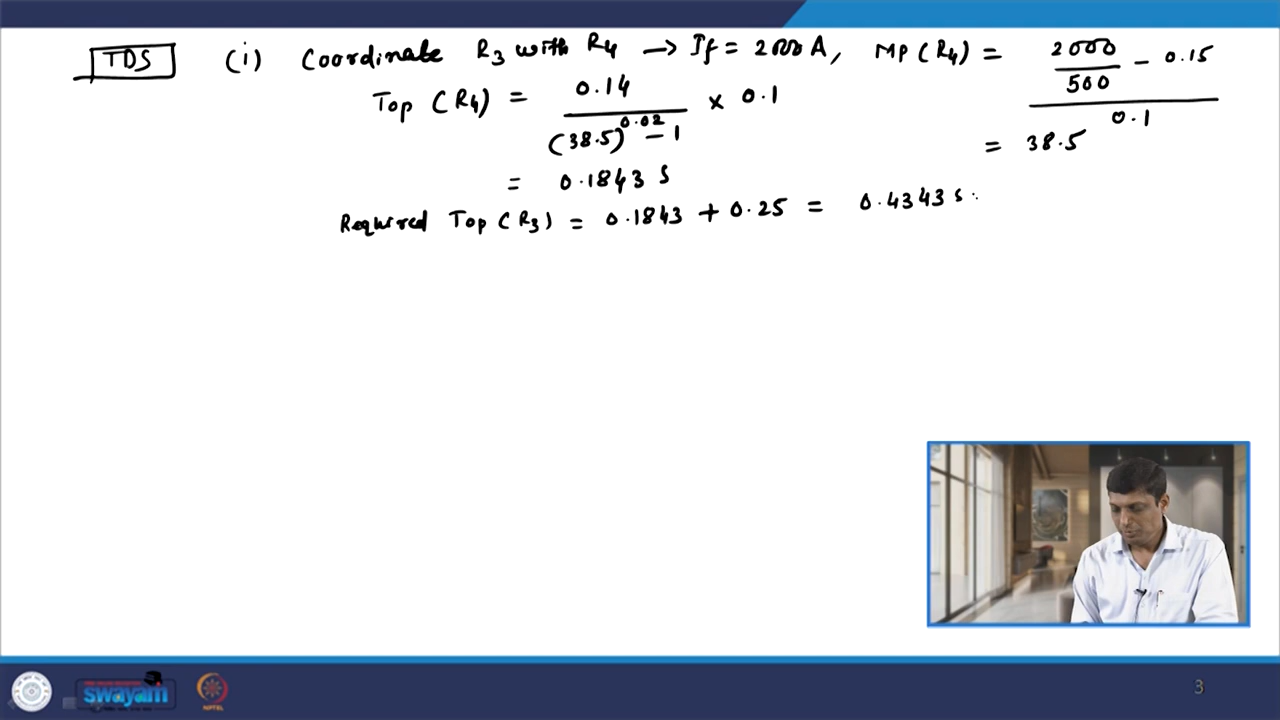 TDS (i) Coordinate R3 with R4 → If = 2000 A, MP(R4) = (2000/500 - 0.15)/0.1
Top (R4) = 0.14/((38.5)^0.02 - 1) × 0.1
= 38.5
= 0.1843 s
Required Top(R3) = 0.1843 + 0.25 = 0.4343 s.
swayam
NPTEL
3